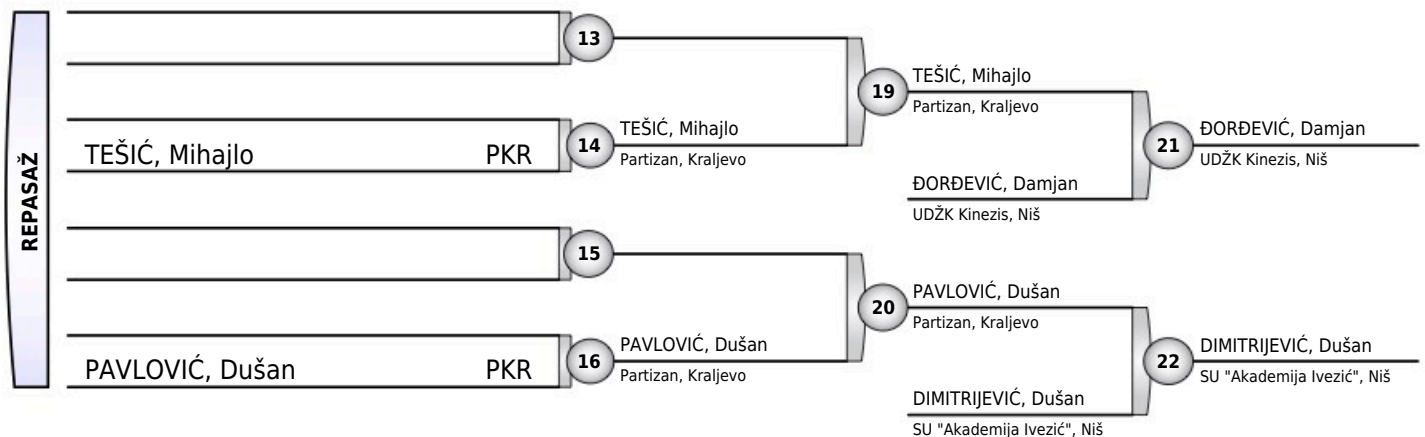 REPASAŽ
13
TEŠIĆ, Mihajlo PKR
14
TEŠIĆ, Mihajlo
Partizan, Kraljevo
19
TEŠIĆ, Mihajlo
Partizan, Kraljevo
ĐORĐEVIĆ, Damjan
UDŽK Kinezis, Niš
21
ĐORĐEVIĆ, Damjan
UDŽK Kinezis, Niš
15
PAVLOVIĆ, Dušan PKR
16
PAVLOVIĆ, Dušan
Partizan, Kraljevo
20
PAVLOVIĆ, Dušan
Partizan, Kraljevo
DIMITRIJEVIĆ, Dušan
SU "Akademija Ivezić", Niš
22
DIMITRIJEVIĆ, Dušan
SU "Akademija Ivezić", Niš